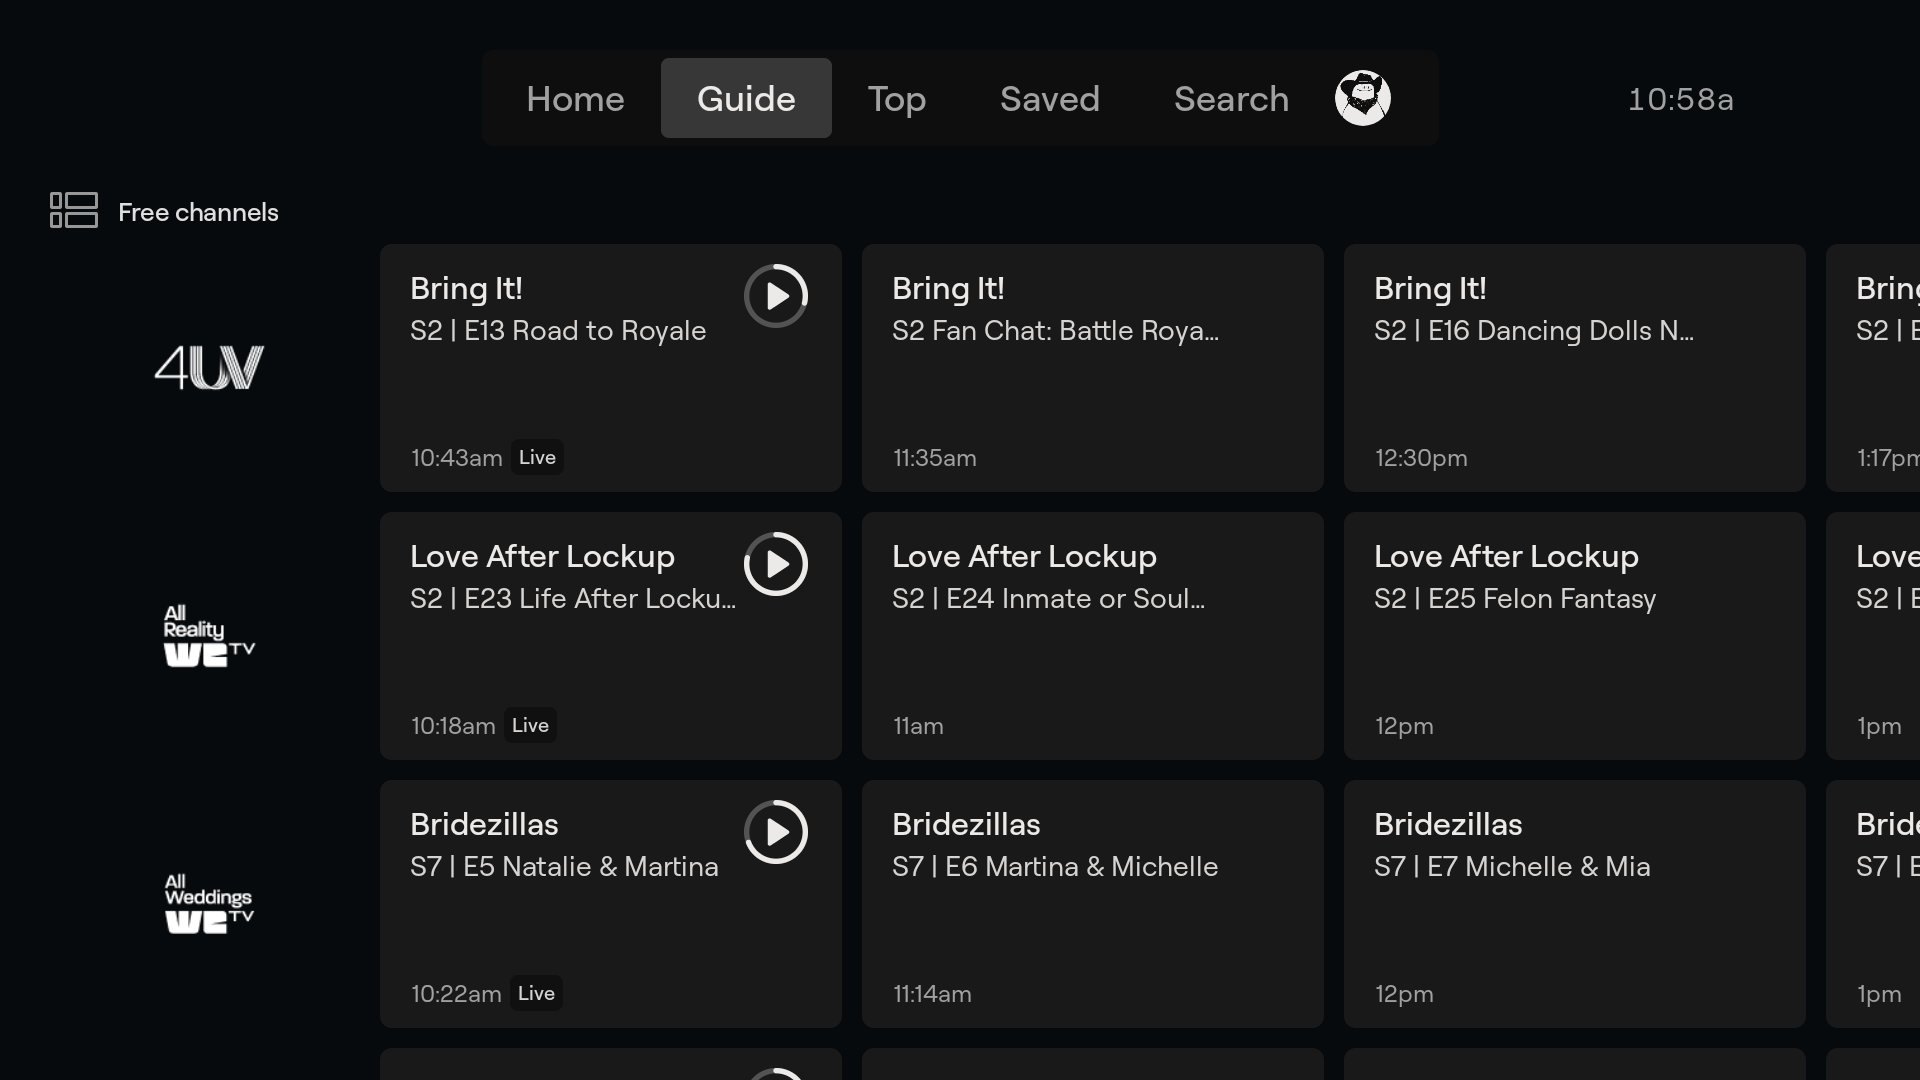 Home
Guide
Top
Saved
Search
10:58a
Free channels
4UV
Bring It!
S2 | E13 Road to Royale
10:43am
Live
Bring It!
S2 Fan Chat: Battle Roya...
11:35am
Bring It!
S2 | E16 Dancing Dolls N...
12:30pm
S2 |
1:17pm
All
Reality
WE TV
Love After Lockup
S2 | E23 Life After Locku...
10:18am
Live
Love After Lockup
S2 | E24 Inmate or Soul...
11am
Love After Lockup
S2 | E25 Felon Fantasy
12pm
Love
S2 |
1pm
All
Weddings
WE TV
Bridezillas
S7 | E5 Natalie & Martina
10:22am
Live
Bridezillas
S7 | E6 Martina & Michelle
11:14am
Bridezillas
S7 | E7 Michelle & Mia
12pm
S7 |
1pm